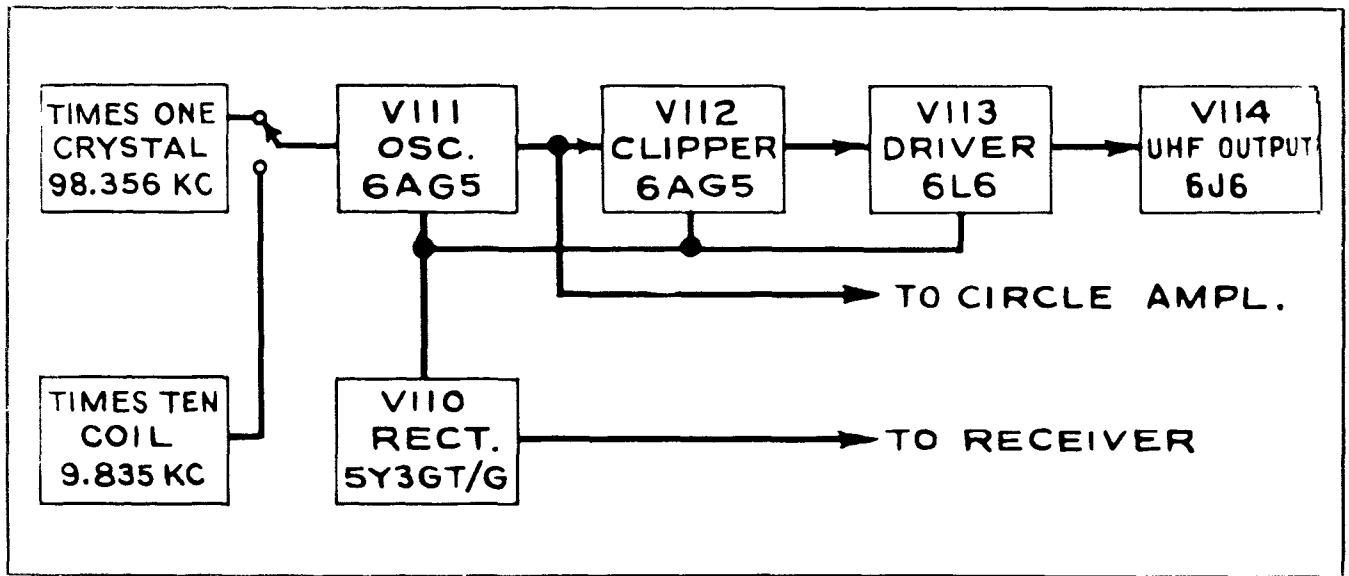 TIMES ONE
CRYSTAL
98.356 KC
V111
OSC.
6AG5
V112
CLIPPER
6AG5
V113
DRIVER
6L6
V114
UHF OUTPUT
6J6
TO CIRCLE AMPL.
TIMES TEN
COIL
9.835 KC
V110
RECT.
5Y3GT/G
TO RECEIVER